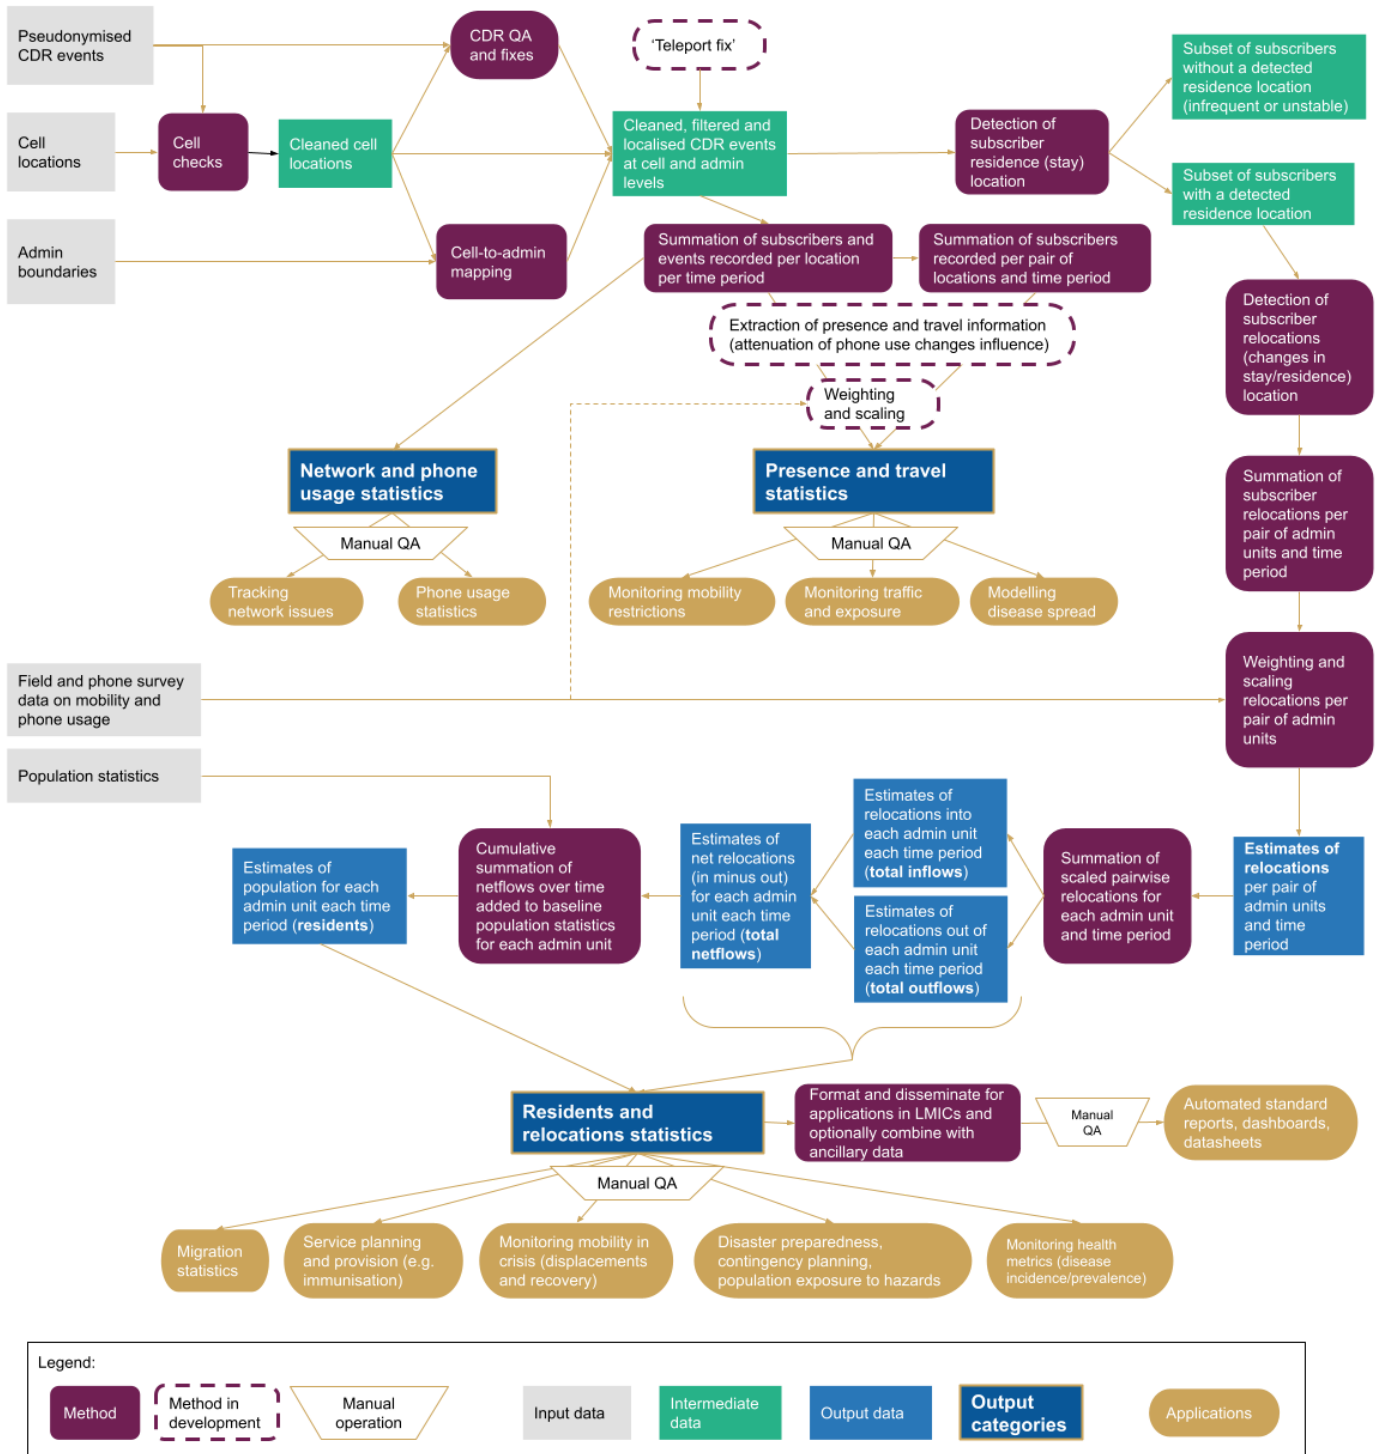 Pseudonymised
CDR events
CDR QA
and fixes
‘Teleport fix’
Subset of subscribers
without a detected
residence location
(infrequent or unstable)
Cell
locations
Cell
checks
Cleaned cell
locations
Cleaned, filtered and
localised CDR events
at cell and admin
levels
Detection of
subscriber
residence (stay)
location
Subset of subscribers
with a detected
residence location
Admin
boundaries
Cell-to-admin
mapping
Summation of subscribers and
events recorded per location
per time period
Summation of subscribers
recorded per pair of
locations and time period
Extraction of presence and travel information
(attenuation of phone use changes influence)
Weighting
and scaling
Detection of
subscriber
relocations
(changes in
stay/residence)
location
Network and phone
usage statistics
Presence and travel
statistics
Summation of
subscriber
relocations per
pair of admin
units and time
period
Manual QA
Manual QA
Tracking
network issues
Phone usage
statistics
Monitoring mobility
restrictions
Monitoring traffic
and exposure
Modelling
disease spread
Field and phone survey
data on mobility and
phone usage
Weighting and
scaling
relocations per
pair of admin
units
Population statistics
Estimates of
population for each
admin unit each time
period (residents)
Cumulative
summation of
netflows over time
added to baseline
population statistics
for each admin unit
Estimates of
net relocations
(in minus out)
for each admin
unit each time
period (total
netflows)
Estimates of
relocations into
each admin unit
each time period
(total inflows)
Estimates of
relocations out of
each admin unit
each time period
(total outflows)
Summation of
scaled pairwise
relocations for
each admin unit
and time period
Estimates of
relocations
per pair of
admin units
and time
period
Residents and
relocations statistics
Format and disseminate for
applications in LMICs and
optionally combine with
ancillary data
Manual
QA
Automated standard
reports, dashboards,
datasheets
Manual QA
Migration
statistics
Service planning
and provision (e.g.
immunisation)
Monitoring mobility in
crisis (displacements
and recovery)
Disaster preparedness,
contingency planning,
population exposure to hazards
Monitoring health
metrics (disease
incidence/prevalence)
Legend:
Method
Method in
development
Manual
operation
Input data
Intermediate
data
Output data
Output
categories
Applications